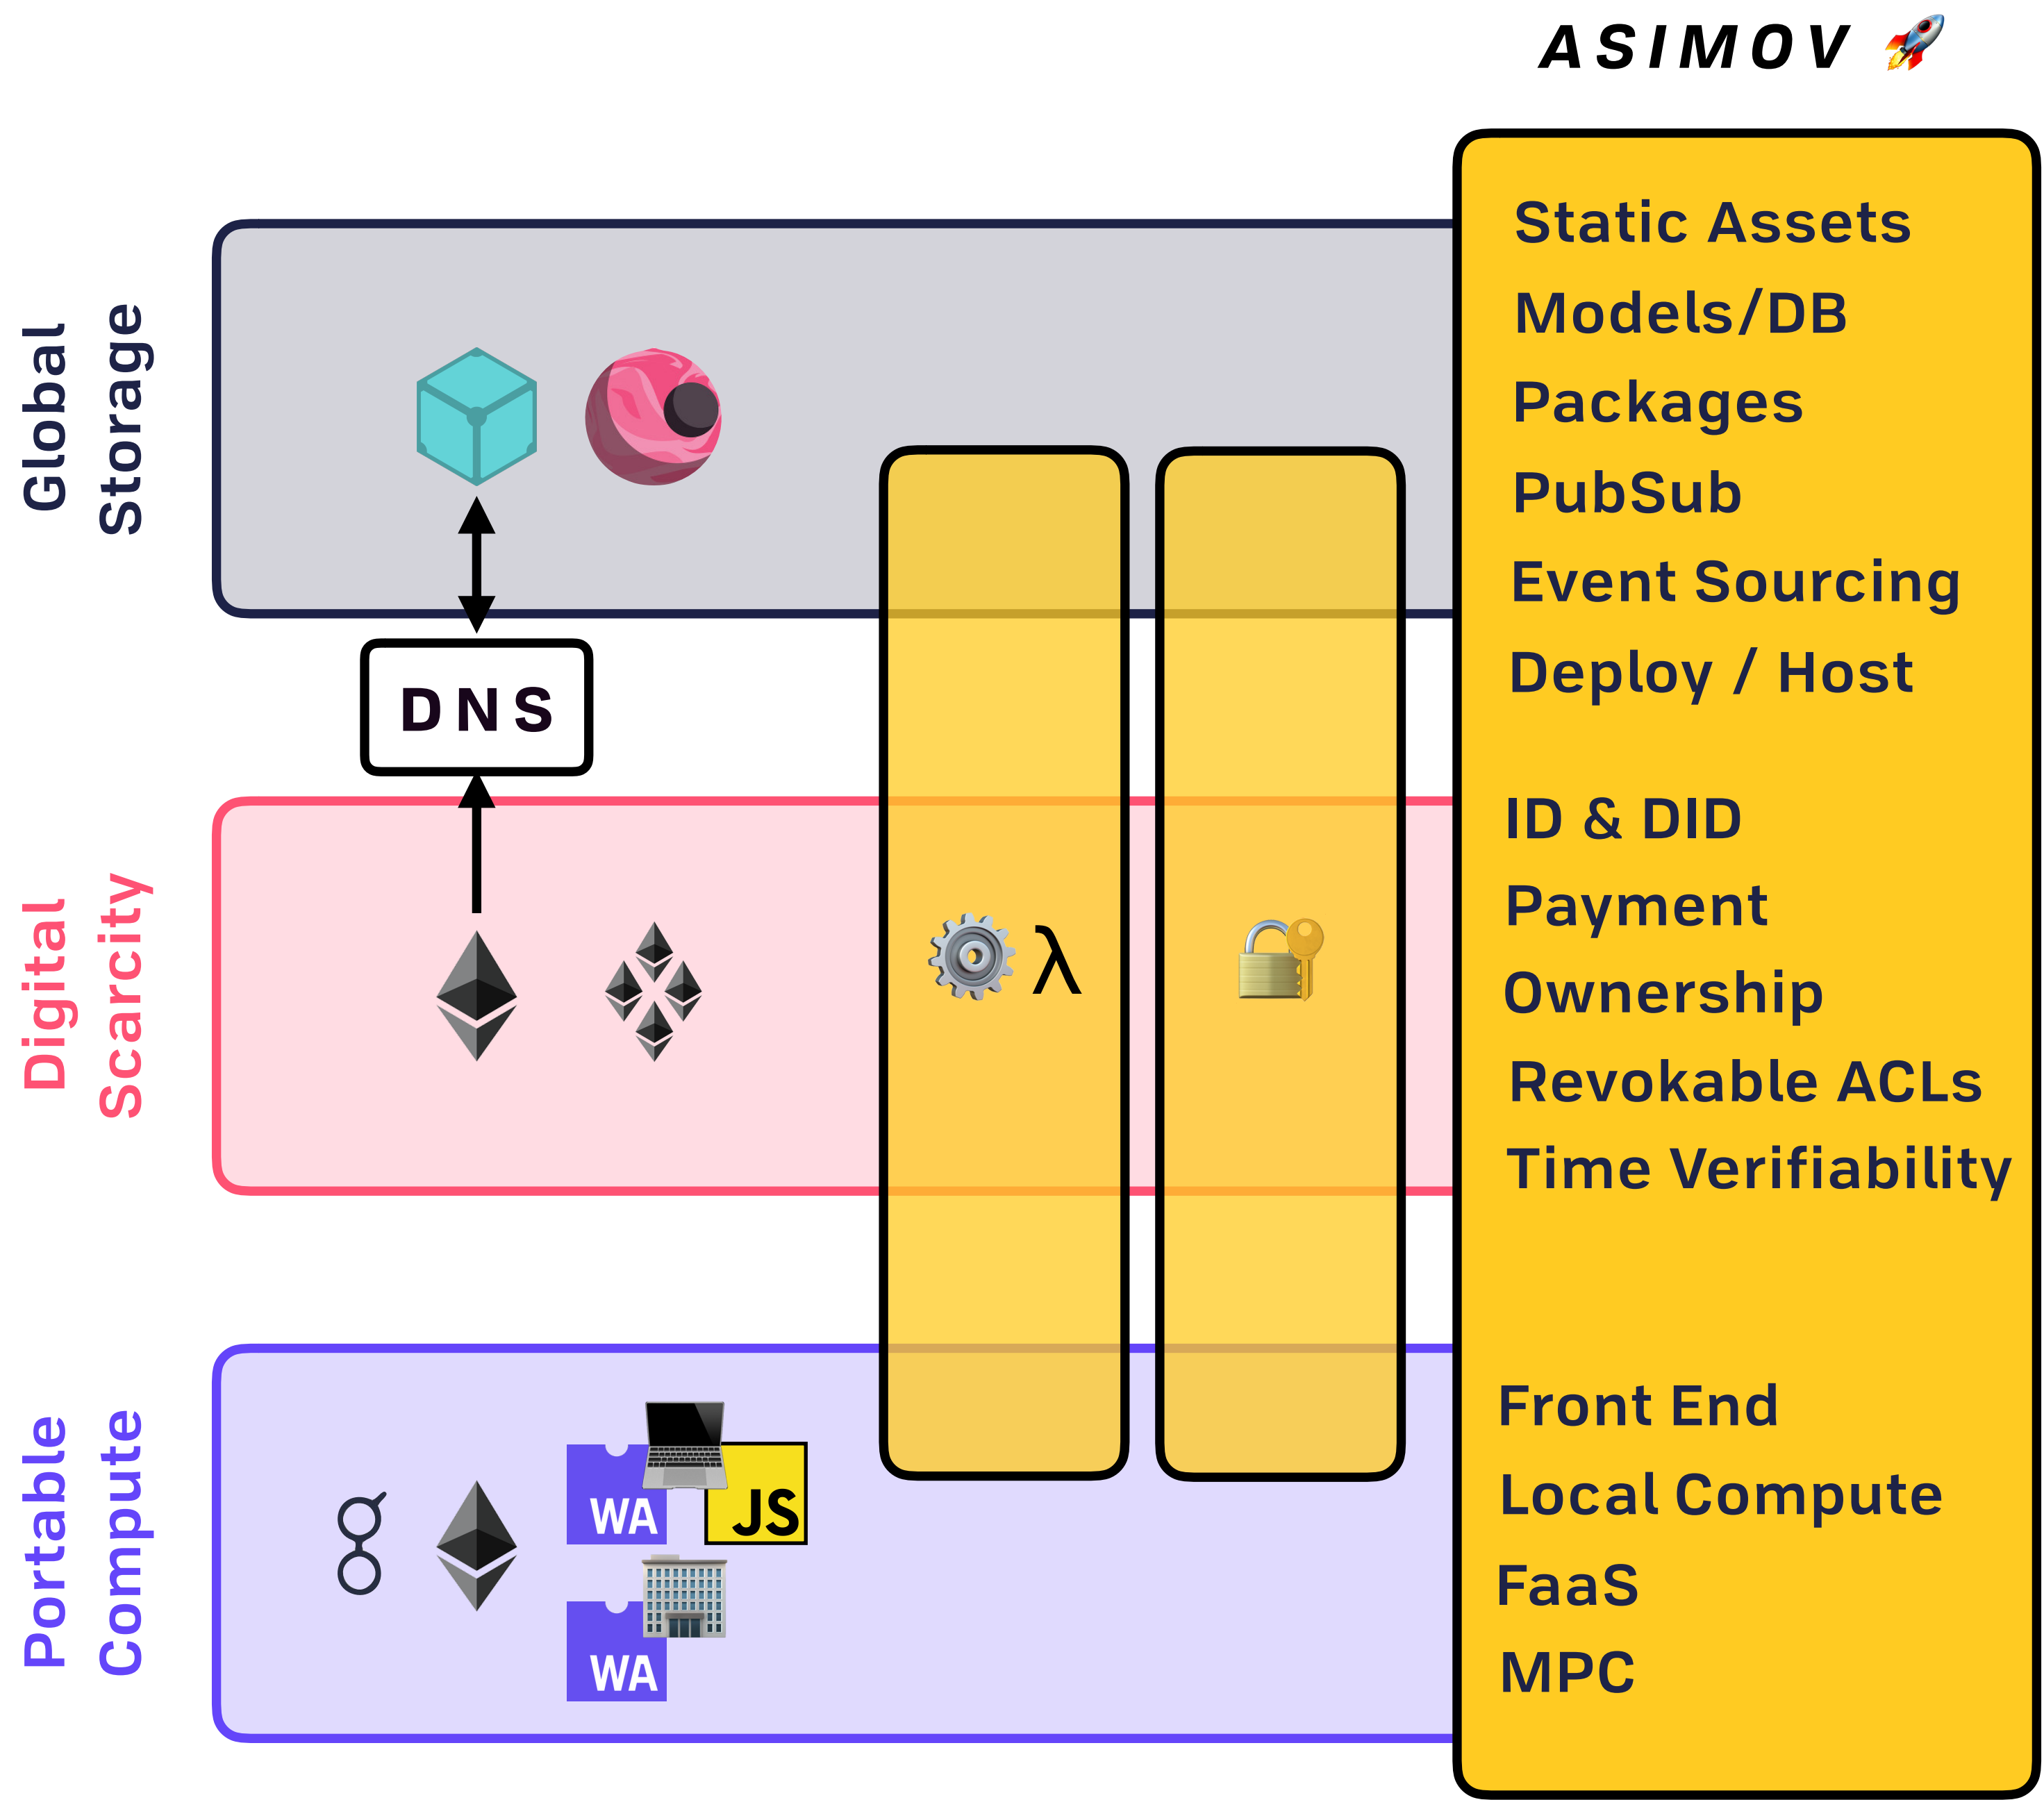 ASIMOV
Global
Storage
DNS
Digital
Scarcity
λ
Portable
Compute
WA
JS
WA
Static Assets
Models/DB
Packages
PubSub
Event Sourcing
Deploy / Host
ID & DID
Payment
Ownership
Revokable ACLs
Time Verifiability
Front End
Local Compute
FaaS
MPC